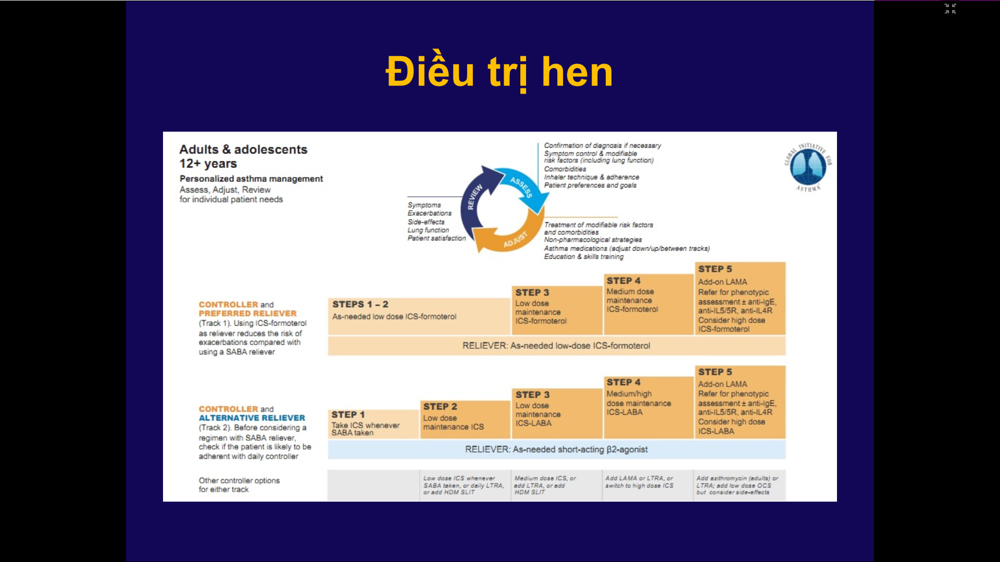 Điều trị hen
Adults & adolescents
12+ years
Personalized asthma management
Assess, Adjust, Review
for individual patient needs
Confirmation of diagnosis if necessary
Symptom control & modifiable
risk factors (including lung function)
Comorbidities
Inhaler technique & adherence
Patient preferences and goals
GLOBAL INITIATIVE FOR
ASTHMA
REVIEW
ASSESS
ADJUST
Symptoms
Exacerbations
Side-effects
Lung function
Patient satisfaction
Treatment of modifiable risk factors
and comorbidities
Non-pharmacological strategies
Asthma medications (adjust down/up/between tracks)
Education & skills training
CONTROLLER and
PREFERRED RELIEVER
(Track 1). Using ICS-formoterol
as reliever reduces the risk of
exacerbations compared with
using a SABA reliever
STEPS 1 – 2
As-needed low dose ICS-formoterol
STEP 3
Low dose
maintenance
ICS-formoterol
STEP 4
Medium dose
maintenance
ICS-formoterol
STEP 5
Add-on LAMA
Refer for phenotypic
assessment ± anti-IgE,
anti-IL5/5R, anti-IL4R
Consider high dose
ICS-formoterol
RELIEVER: As-needed low-dose ICS-formoterol
CONTROLLER and
ALTERNATIVE RELIEVER
(Track 2). Before considering a
regimen with SABA reliever,
check if the patient is likely to be
adherent with daily controller
STEP 1
Take ICS whenever
SABA taken
STEP 2
Low dose
maintenance ICS
STEP 3
Low dose
maintenance
ICS-LABA
STEP 4
Medium/high
dose maintenance
ICS-LABA
STEP 5
Add-on LAMA
Refer for phenotypic
assessment ± anti-IgE,
anti-IL5/5R, anti-IL4R
Consider high dose
ICS-LABA
RELIEVER: As-needed short-acting β2-agonist
Other controller options
for either track
Low dose ICS whenever
SABA taken, or daily LTRA,
or add HDM SLIT
Medium dose ICS, or
add LTRA, or add
HDM SLIT
Add LAMA or LTRA, or
switch to high dose ICS
Add azithromycin (adults) or
LTRA; add low dose OCS
but consider side-effects